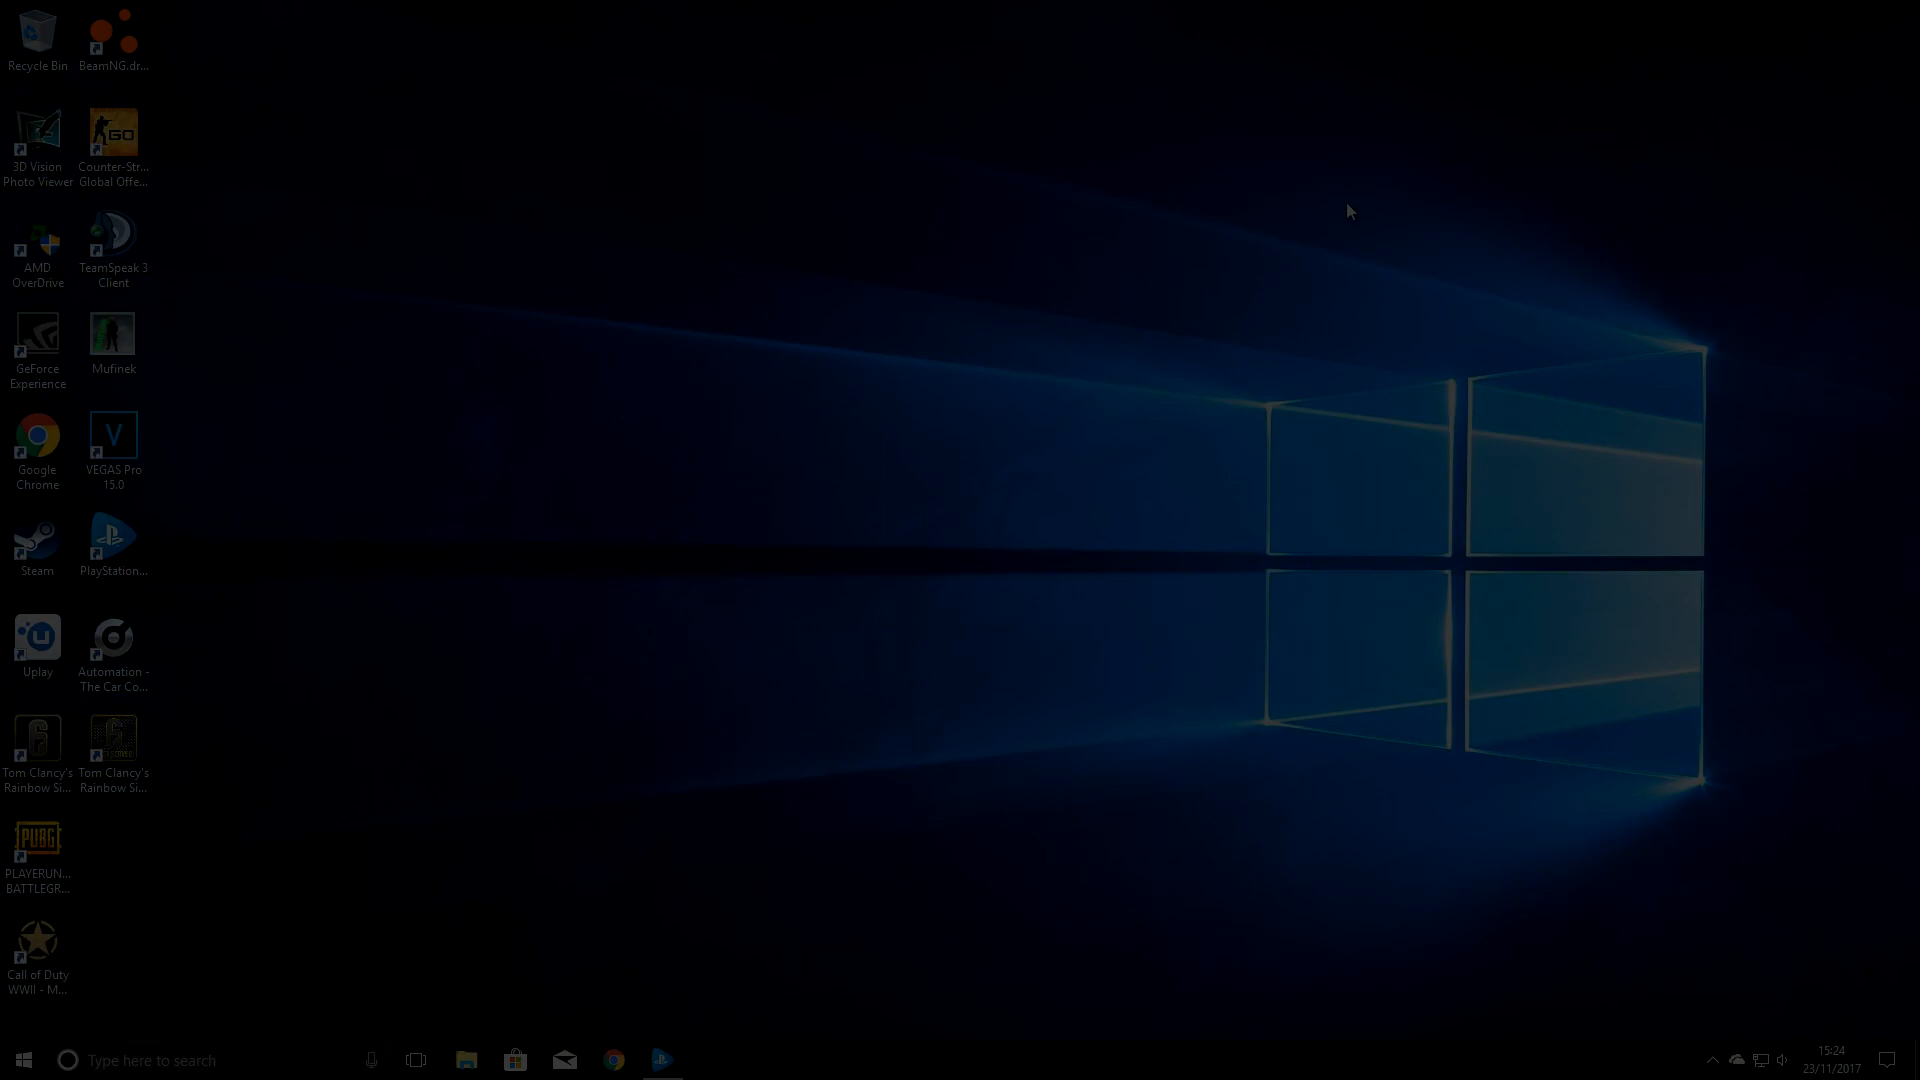 Recycle Bin
BeamNG.dr...
3D Vision
Photo Viewer
GO
Counter-Str...
Global Offe...
AMD
OverDrive
TeamSpeak 3
Client
GeForce
Experience
Mufinek
Google
Chrome
V
VEGAS Pro
15.0
Steam
PlayStation...
U
Uplay
Automation -
The Car Co...
6
Tom Clancy's
Rainbow Si...
6
Tom Clancy's
Rainbow Si...
PUBG
PLAYERUN...
BATTLEGR...
Call of Duty
WWII - M...
Type here to search
15:24
23/11/2017